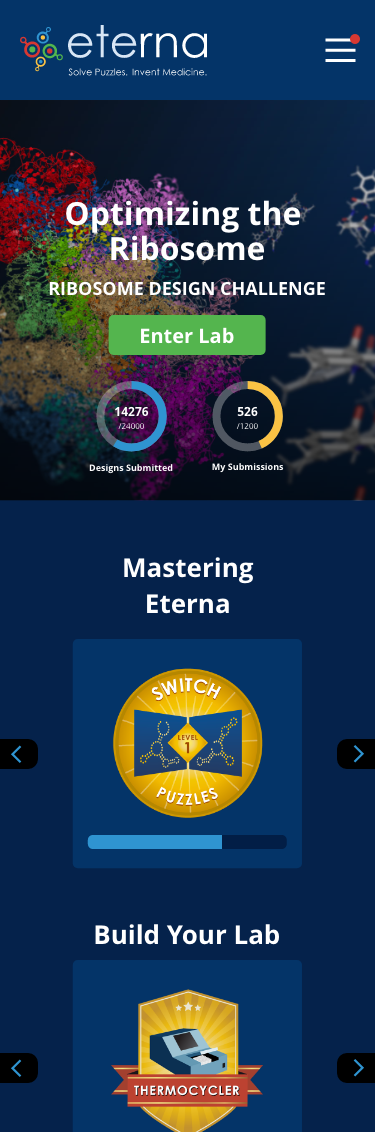 eterna
Solve Puzzles. Invent Medicine.
Optimizing the
Ribosome
RIBOSOME DESIGN CHALLENGE
Enter Lab
14276
/24000
526
/1200
Designs Submitted
My Submissions
Mastering
Eterna
SWITCH
LEVEL
1
PUZZLES
Build Your Lab
THERMOCYCLER